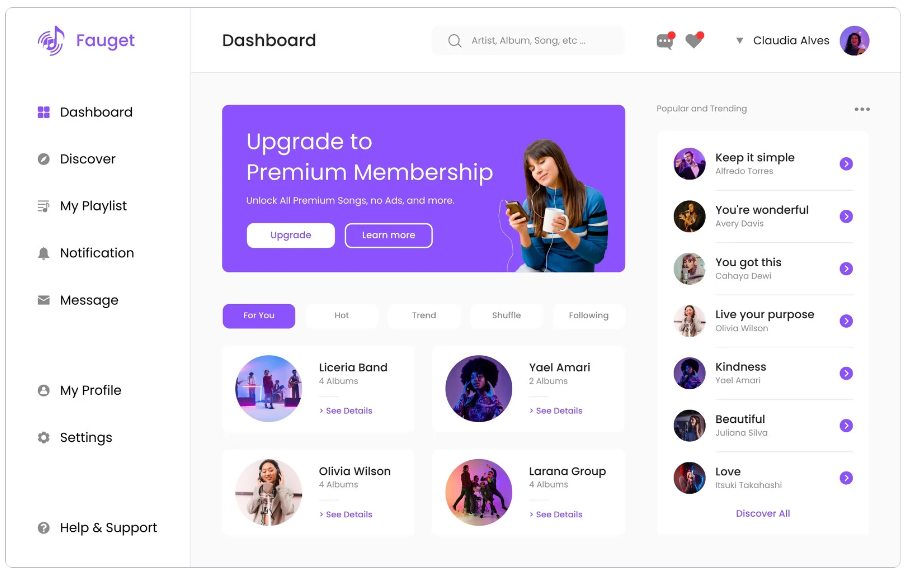 Fauget
Dashboard
Artist, Album, Song, etc ...
Claudia Alves
Dashboard
Discover
My Playlist
Notification
Message
My Profile
Settings
Help & Support
Upgrade to
Premium Membership
Unlock All Premium Songs, no Ads, and more.
Upgrade
Learn more
For You
Hot
Trend
Shuffle
Following
Liceria Band
4 Albums
> See Details
Yael Amari
2 Albums
> See Details
Olivia Wilson
4 Albums
> See Details
Larana Group
4 Albums
> See Details
Popular and Trending
Keep it simple
Alfredo Torres
You're wonderful
Avery Davis
You got this
Cahaya Dewi
Live your purpose
Olivia Wilson
Kindness
Yael Amari
Beautiful
Juliana Silva
Love
Itsuki Takahashi
Discover All